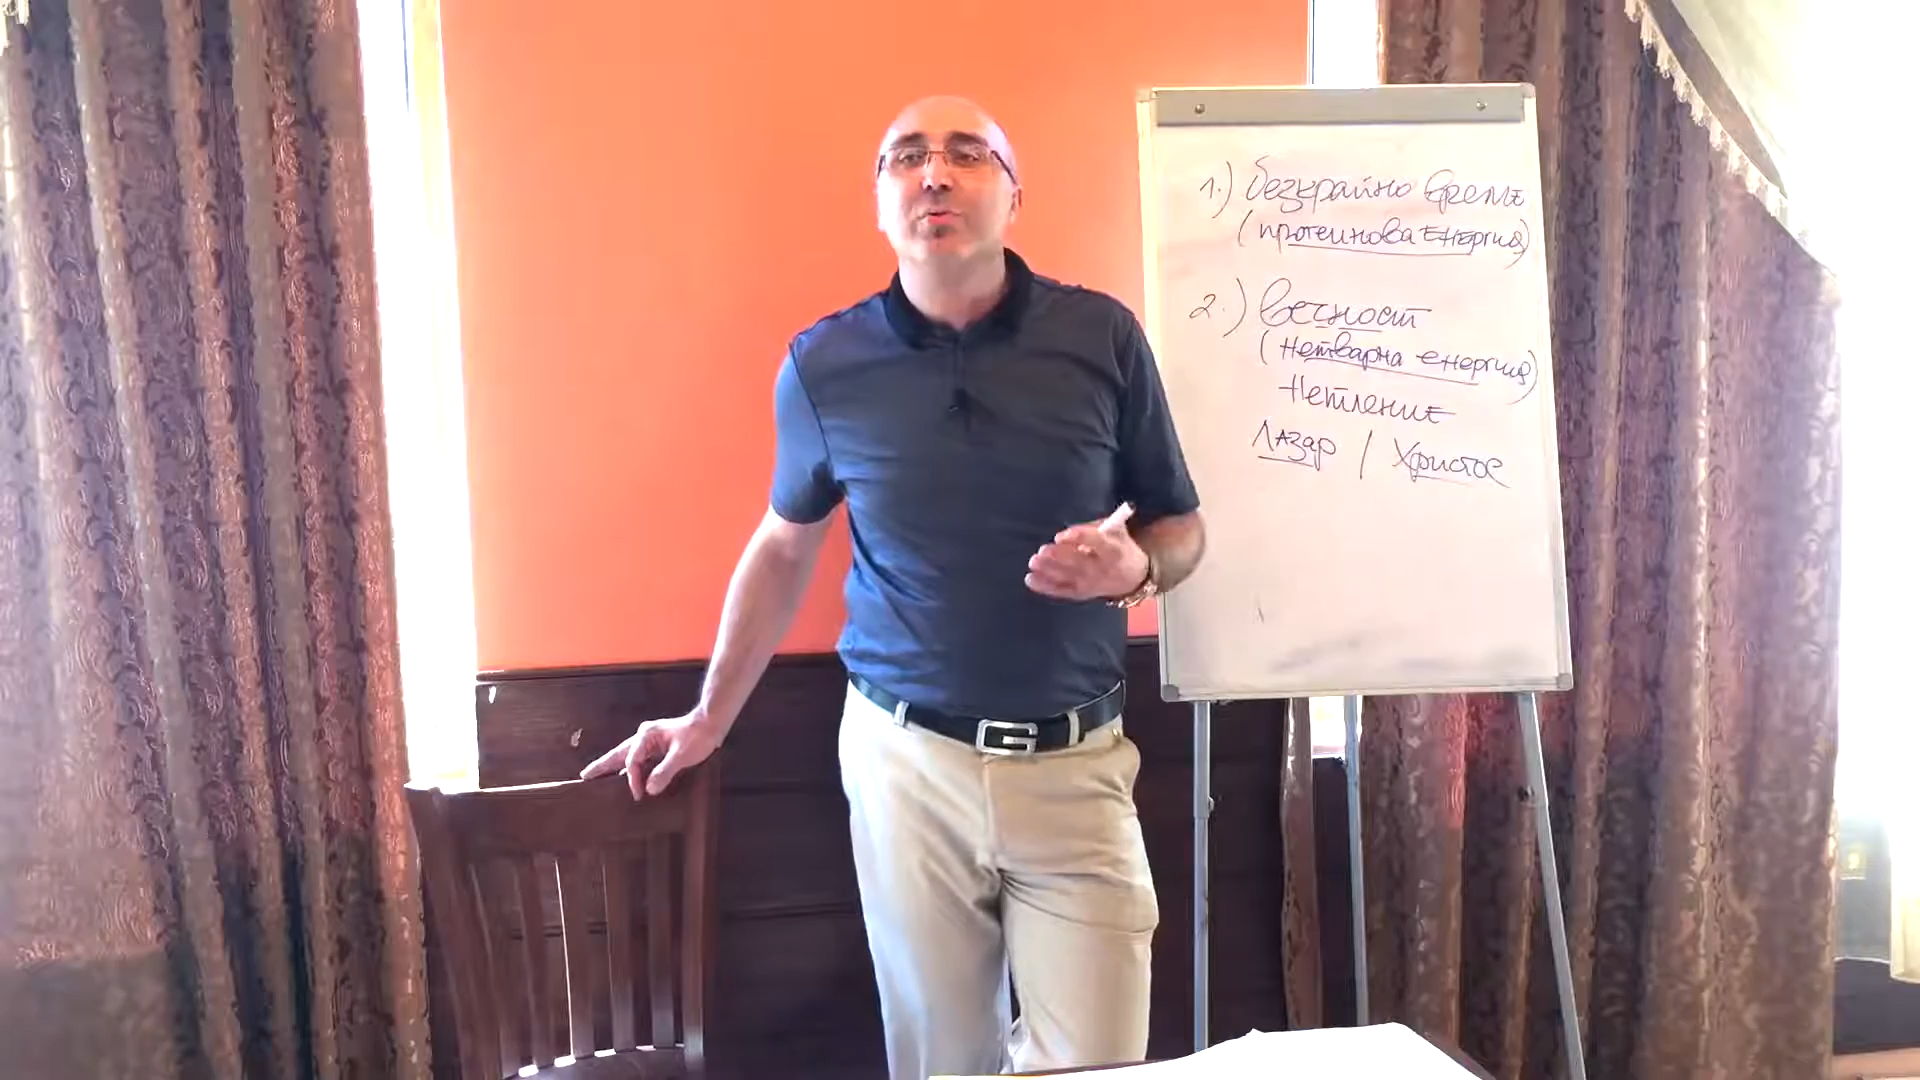 1.) безкрайно време
(протеинова енергия)
2.) вечност
(нетварна енергия)
Нетление
Лазар / Христос